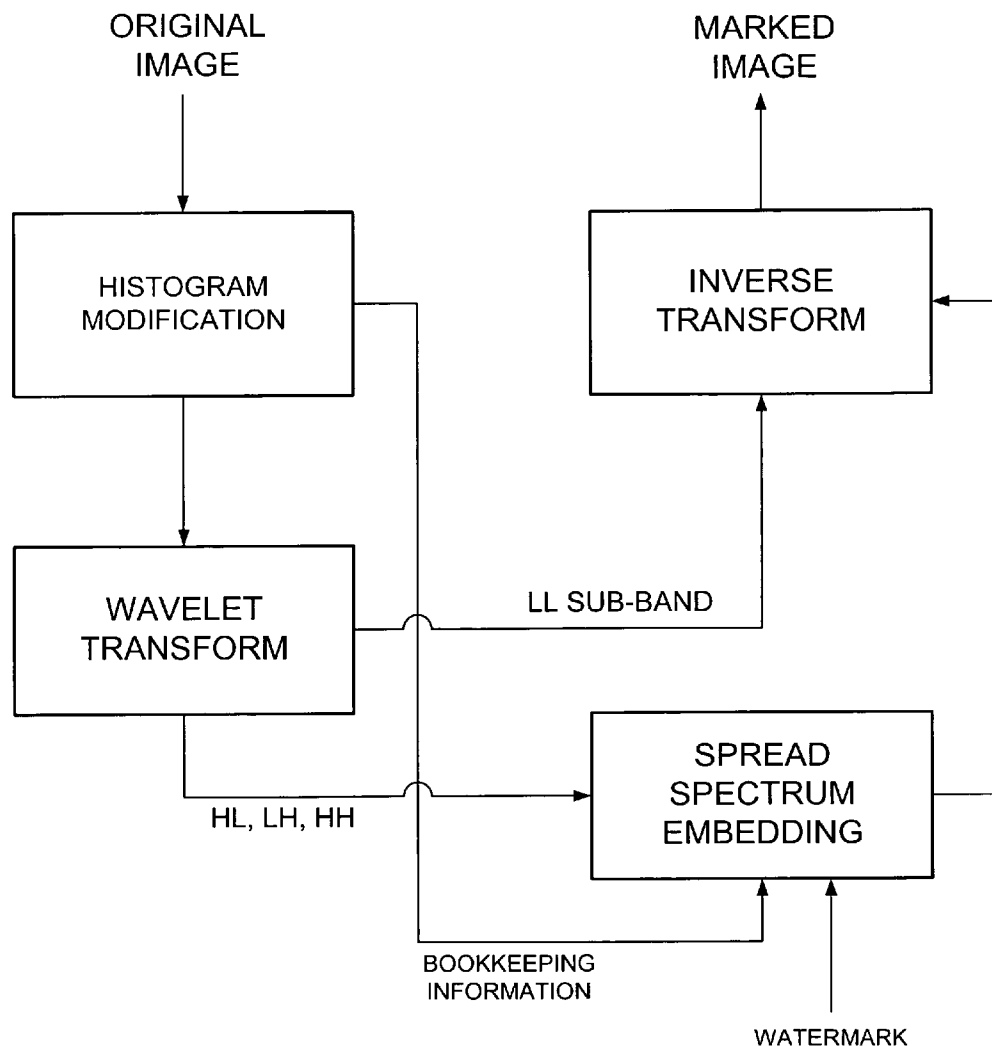 ORIGINAL
IMAGE
MARKED
IMAGE
HISTOGRAM
MODIFICATION
INVERSE
TRANSFORM
WAVELET
TRANSFORM
LL SUB-BAND
SPREAD
SPECTRUM
EMBEDDING
HL, LH, HH
BOOKKEEPING
INFORMATION
WATERMARK